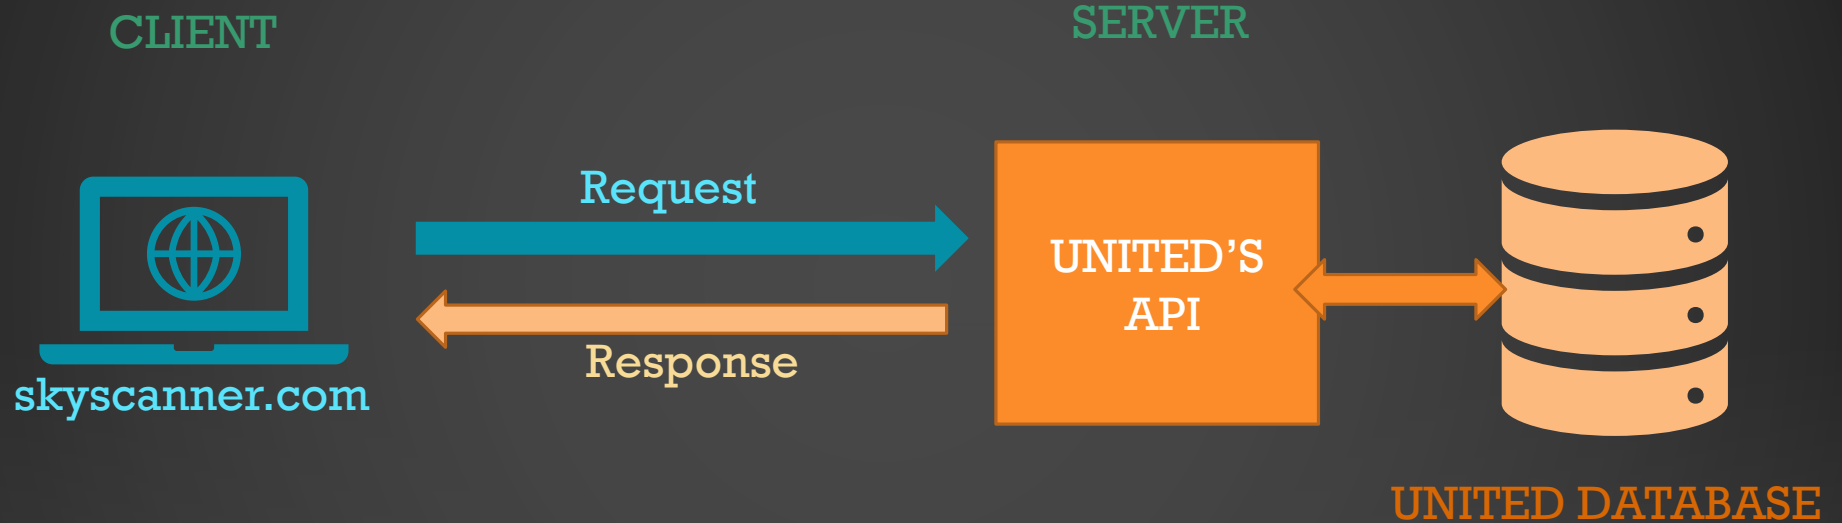 CLIENT
SERVER
Request
UNITED’S
API
Response
skyscanner.com
UNITED DATABASE